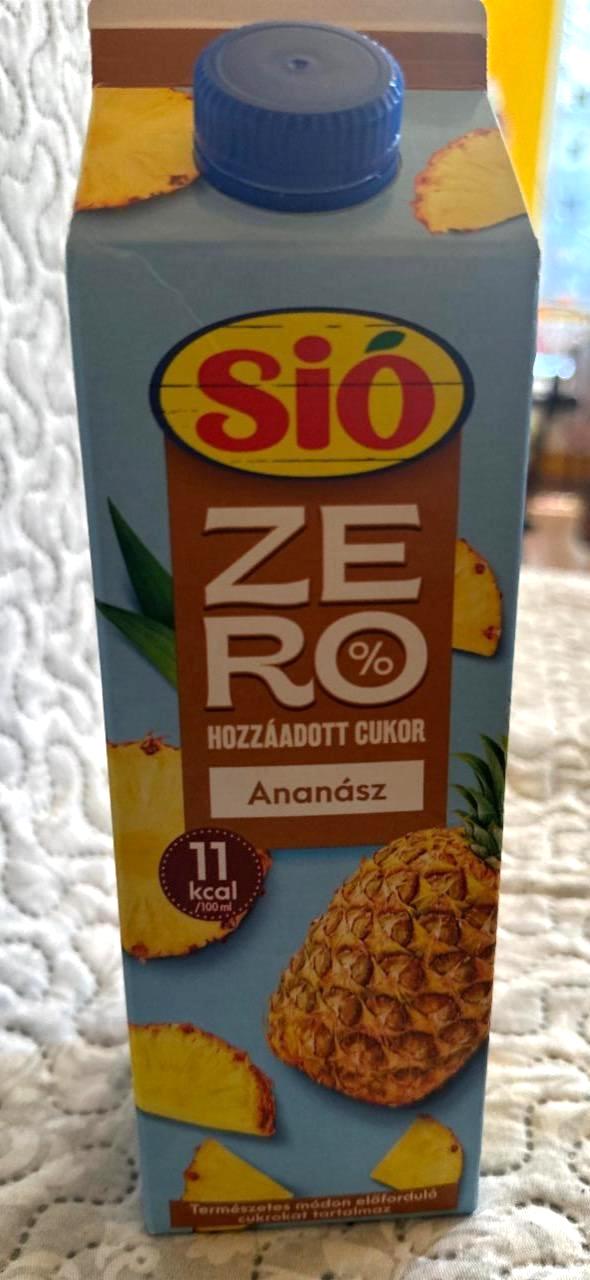 Sió
ZE
RO%
HOZZÁADOTT CUKOR
Ananász
11
kcal
/100 ml
Természetes módon előforduló
cukrokat tartalmaz